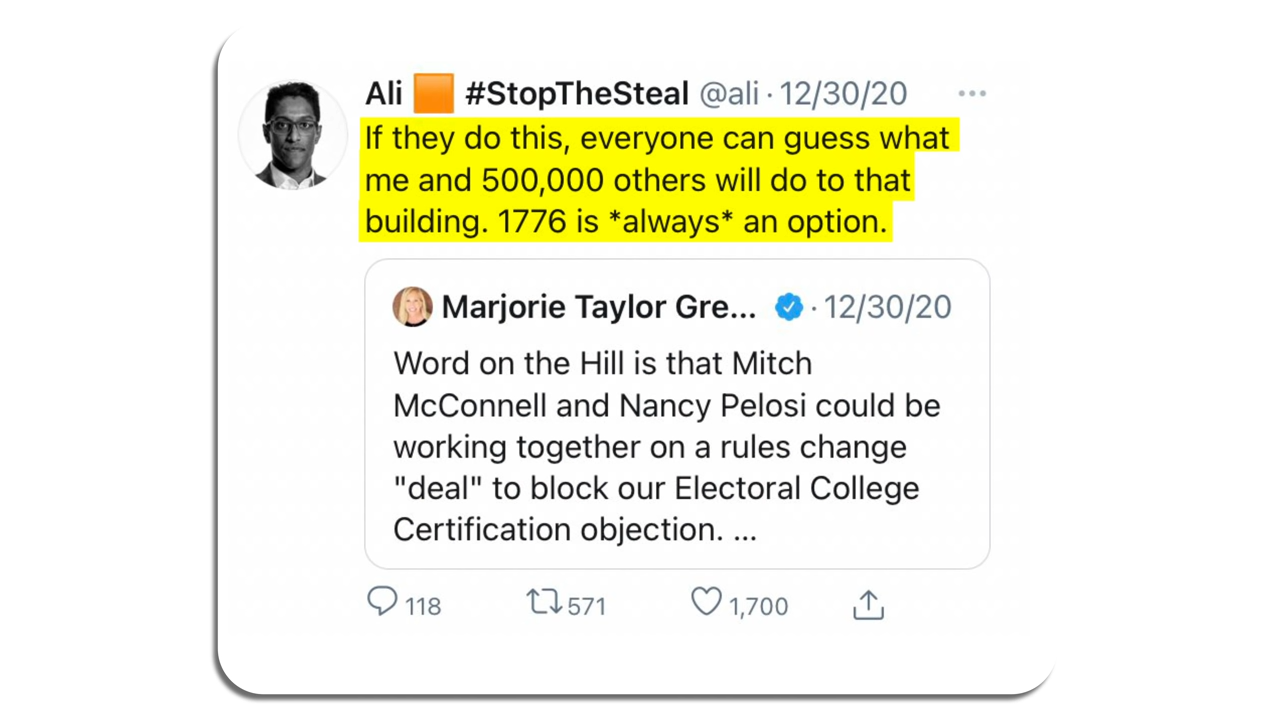 Ali 🟧 #StopTheSteal @ali · 12/30/20
If they do this, everyone can guess what
me and 500,000 others will do to that
building. 1776 is *always* an option.
Marjorie Taylor Gre... · 12/30/20
Word on the Hill is that Mitch
McConnell and Nancy Pelosi could be
working together on a rules change
"deal" to block our Electoral College
Certification objection. ...
118 571 1,700